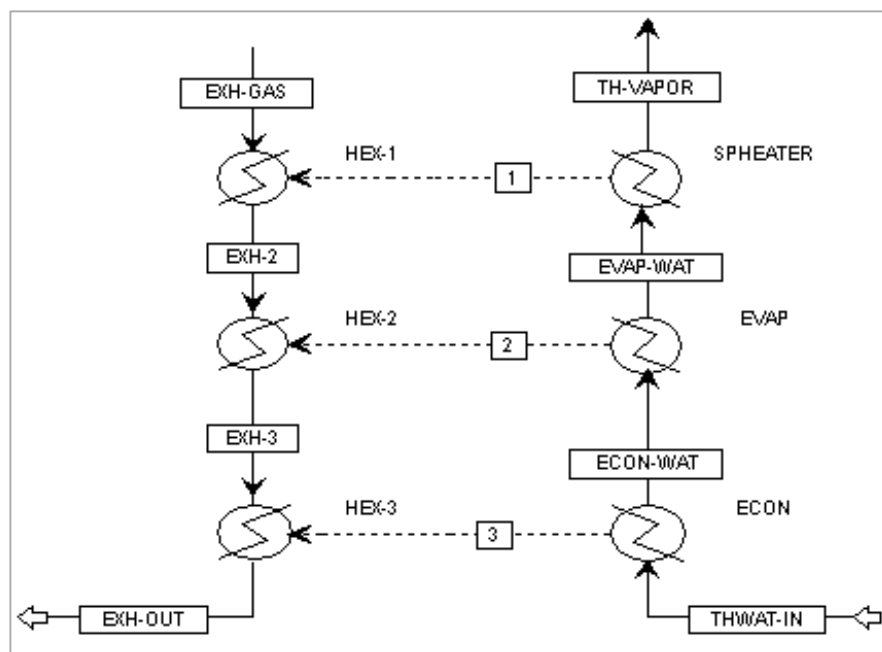 EXH-GAS
TH-VAPOR
HEX-1
1
SPHEATER
EXH-2
EVAP-WAT
HEX-2
2
EVAP
EXH-3
ECON-WAT
HEX-3
3
ECON
EXH-OUT
THWAT-IN